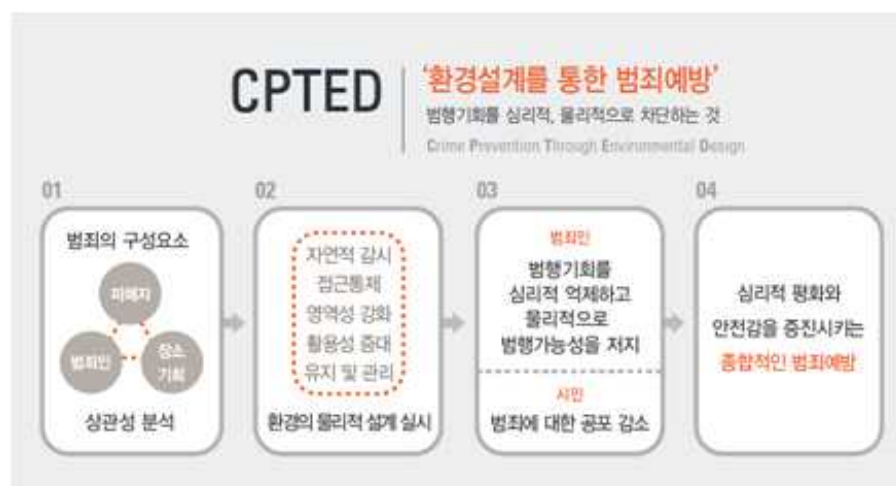 CPTED
'환경설계를 통한 범죄예방'
범행기회를 심리적, 물리적으로 차단하는 것
Crime Prevention Through Environmental Design
01
범죄의 구성요소
피해자
범죄인
장소
기회
상관성 분석
02
자연적 감시
접근통제
영역성 강화
활용성 증대
유지 및 관리
환경의 물리적 설계 실시
03
범죄인
범행기회를
심리적 억제하고
물리적으로
범행가능성을 저지
시민
범죄에 대한 공포 감소
04
심리적 평화와
안전감을 증진시키는
종합적인 범죄예방